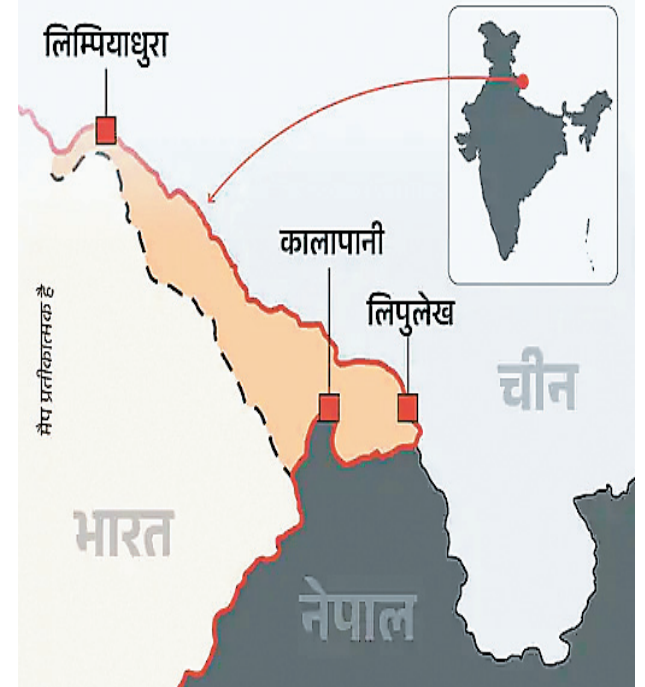 लिम्पियाधुरा
कालापानी
लिपुलेख
चीन
मैप प्रतीकात्मक है
भारत
नेपाल